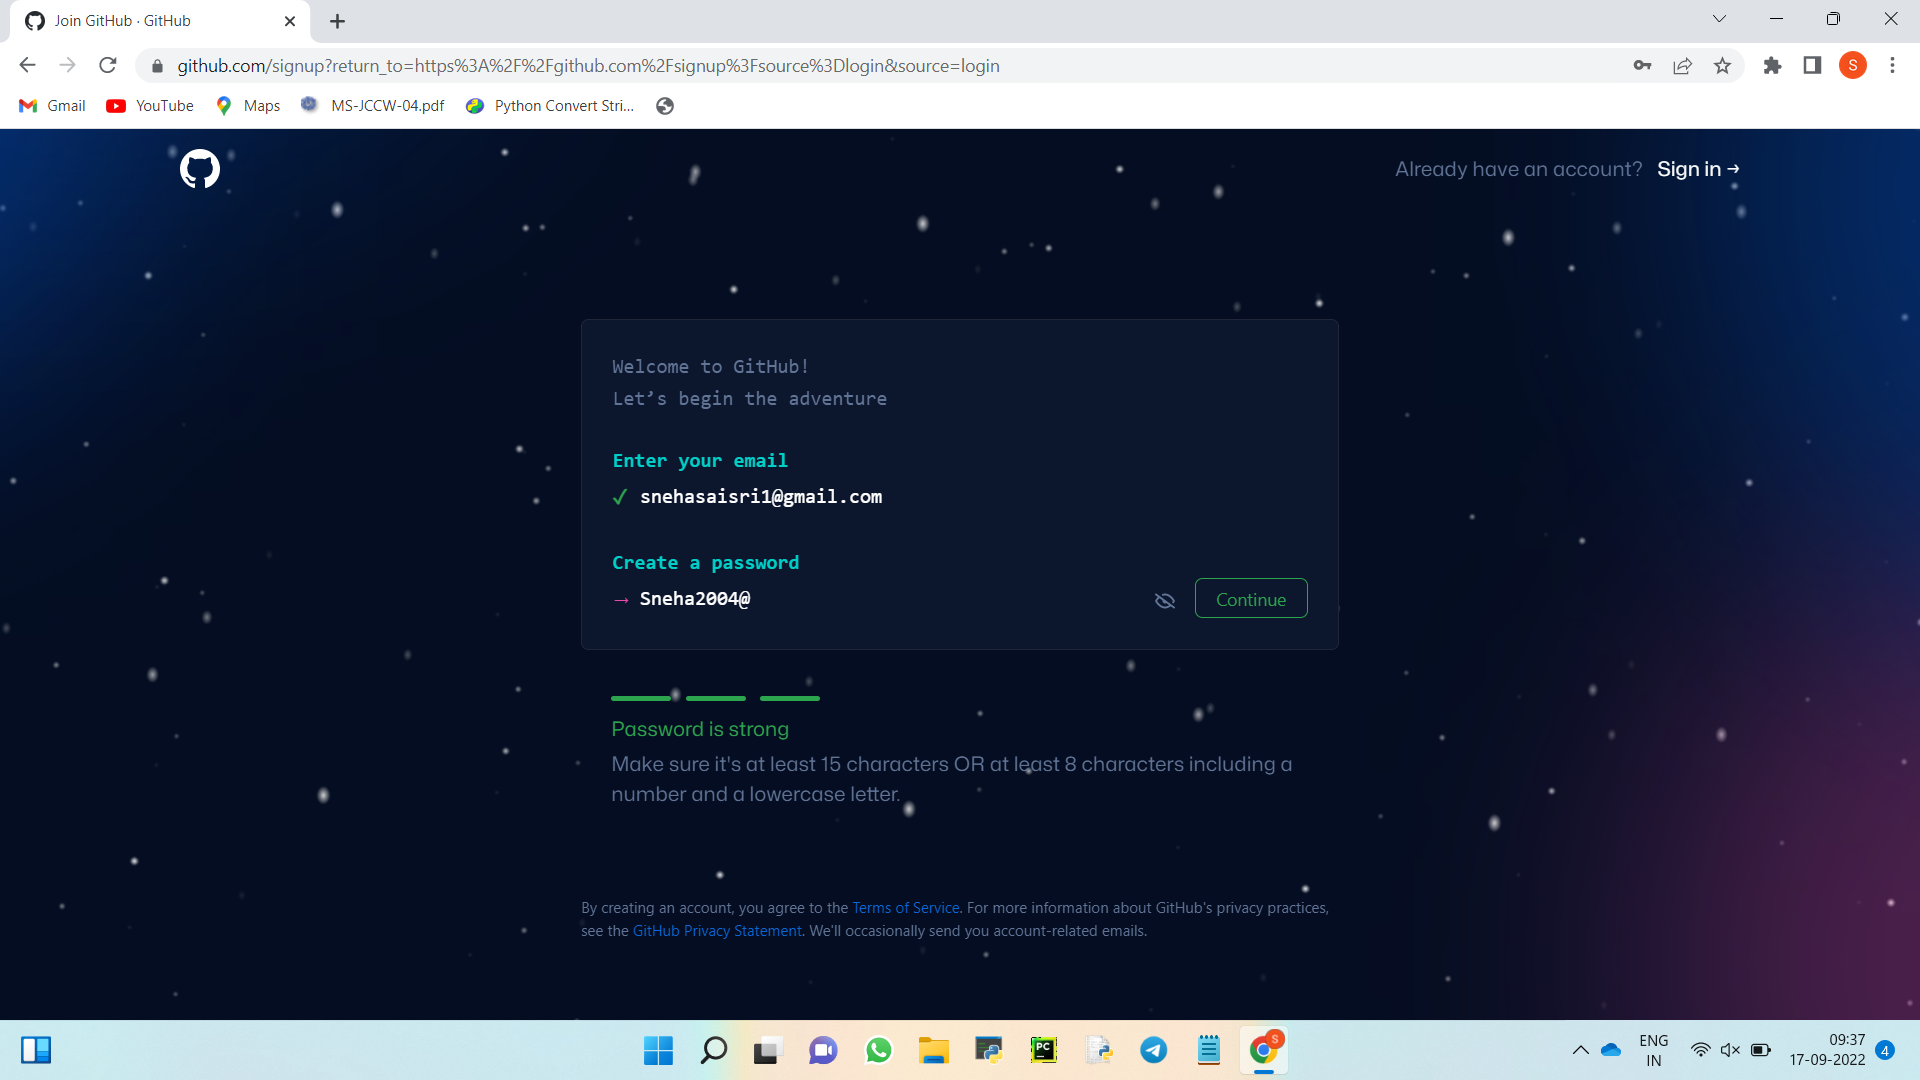 Join GitHub · GitHub
github.com/signup?return_to=https%3A%2F%2Fgithub.com%2Fsignup%3Fsource%3Dlogin&source=login
S
Gmail
YouTube
Maps
MS-JCCW-04.pdf
Python Convert Stri...
Already have an account? Sign in →
Welcome to GitHub!
Let’s begin the adventure
Enter your email
✓ snehasaisri1@gmail.com
Create a password
→ Sneha2004@
Continue
Password is strong
Make sure it's at least 15 characters OR at least 8 characters including a
number and a lowercase letter.
By creating an account, you agree to the Terms of Service. For more information about GitHub's privacy practices,
see the GitHub Privacy Statement. We'll occasionally send you account-related emails.
PC
S
ENG
IN
09:37
17-09-2022
4